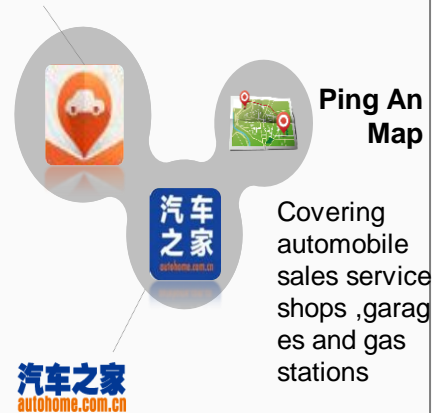 Ping An
Map
汽车
之家
autohome.com.cn
Covering
automobile
sales service
shops ,garag
es and gas
stations
汽车之家
autohome.com.cn